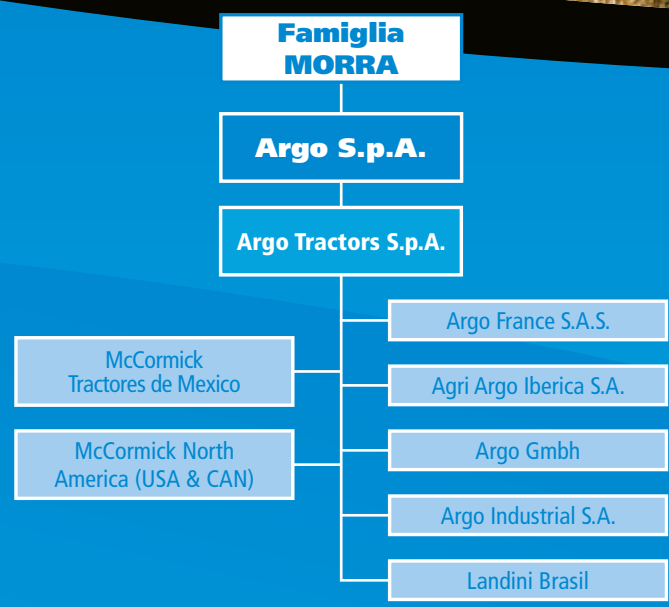 Famiglia
MORRA
Argo S.p.A.
Argo Tractors S.p.A.
Argo France S.A.S.
McCormick
Tractores de Mexico
Agri Argo Iberica S.A.
McCormick North
America (USA & CAN)
Argo Gmbh
Argo Industrial S.A.
Landini Brasil